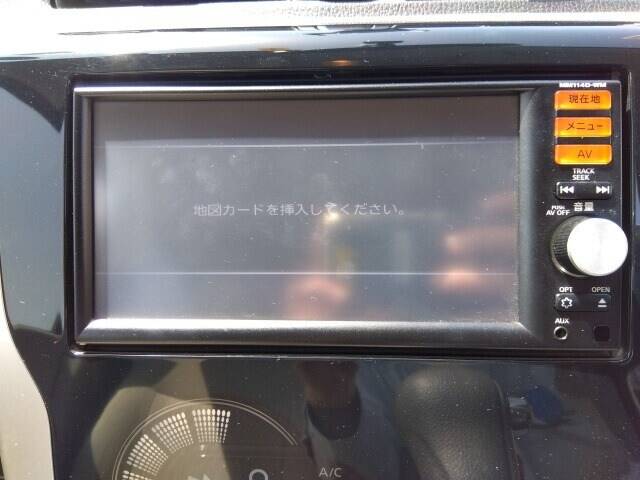 MM114D-WM
現在地
メニュー
AV
TRACK
SEEK
地図カードを挿入してください。
PUSH
AV OFF
音量
OPT
OPEN
AUX
A/C